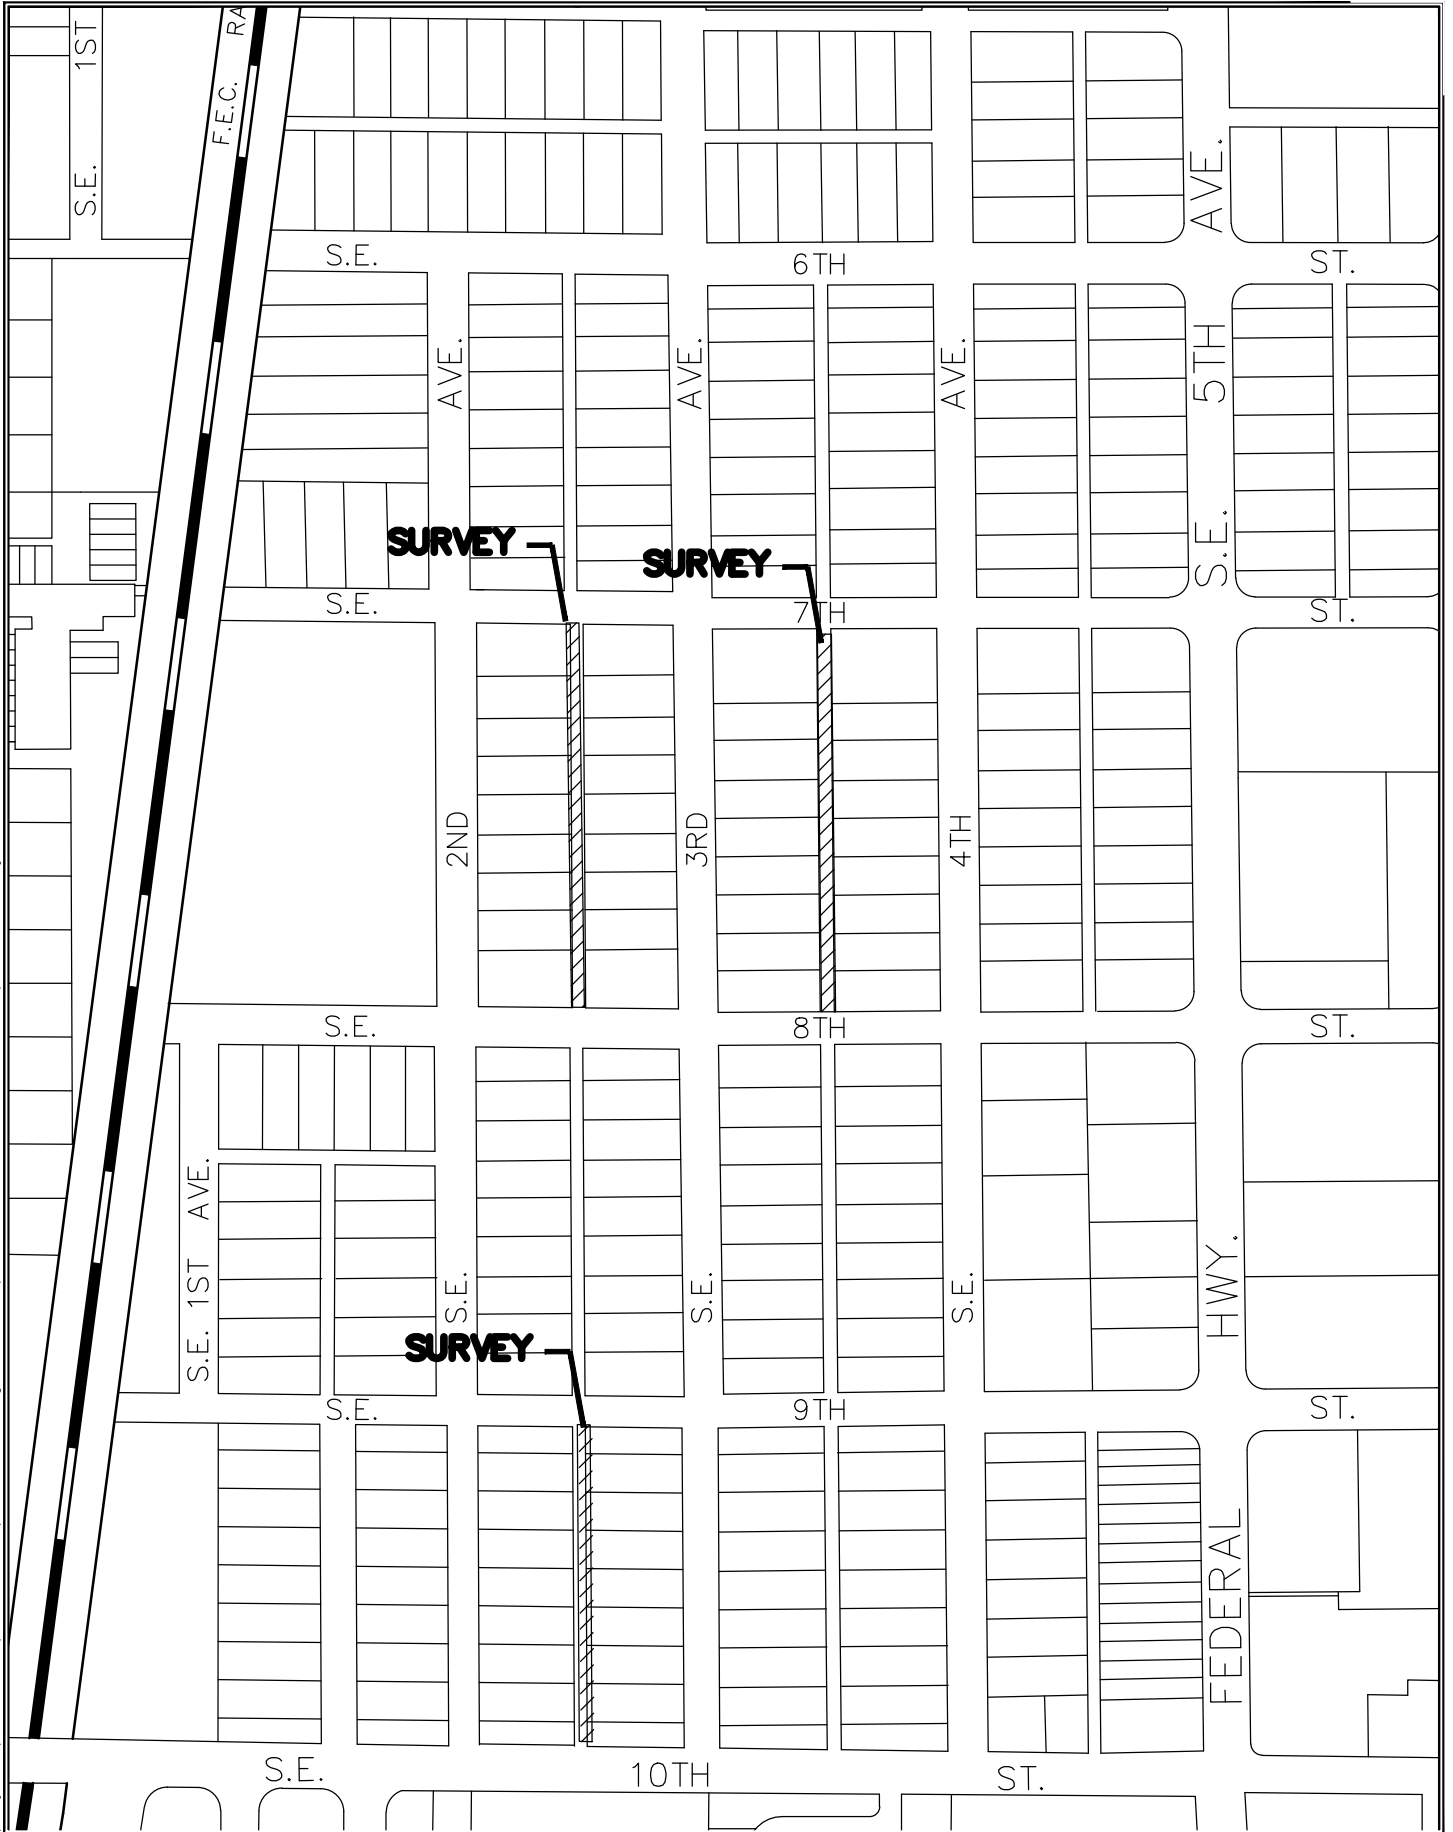 S.E. 1ST
F.E.C. RA
S.E. 6TH ST.
AVE.
AVE.
AVE.
AVE.
S.E. 5TH
SURVEY
SURVEY
S.E. 7TH ST.
2ND
3RD
4TH
S.E. 8TH ST.
S.E. 1ST AVE.
S.E.
S.E.
S.E.
FEDERAL HWY.
SURVEY
S.E. 9TH ST.
S.E. 10TH ST.